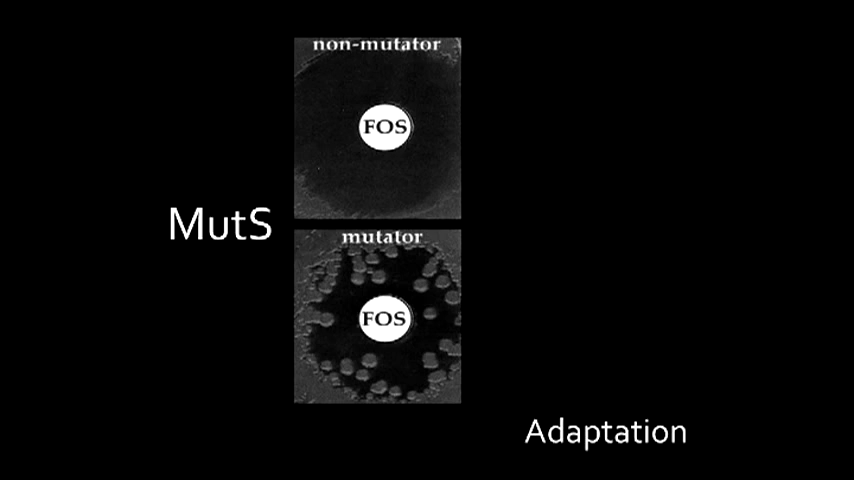 non-mutator
FOS
MutS
mutator
FOS
Adaptation